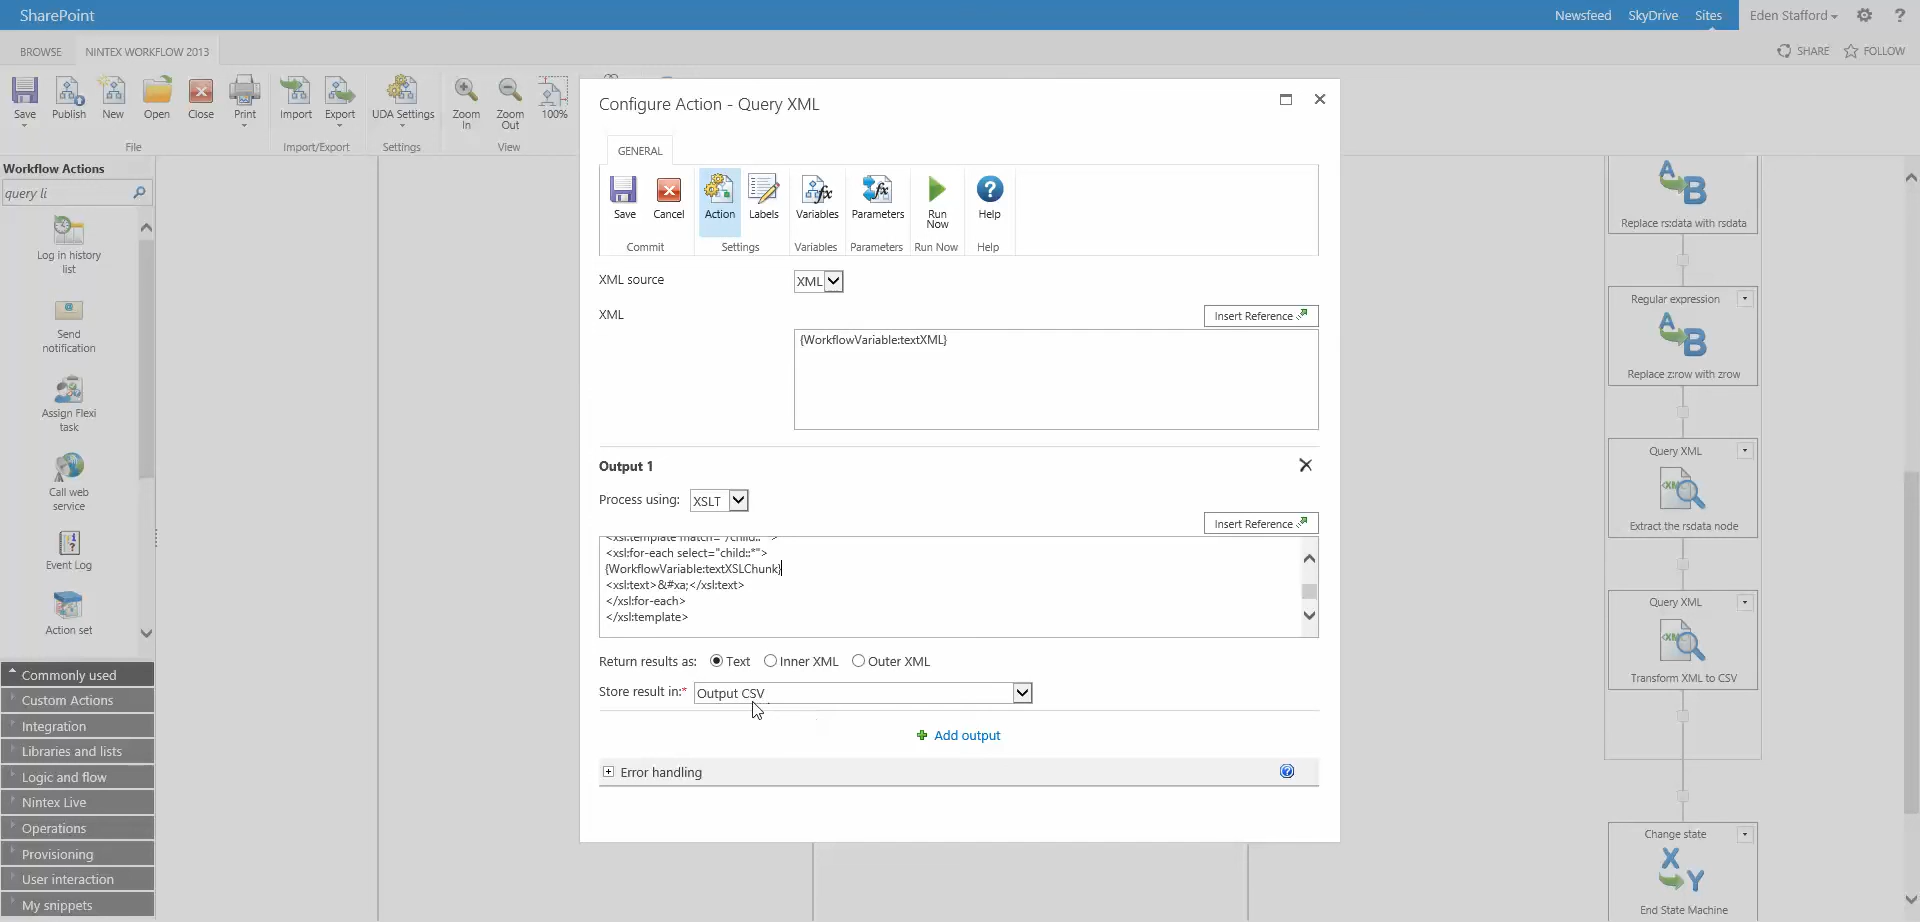 SharePoint
Newsfeed SkyDrive Sites Eden Stafford ?
BROWSE NINTEX WORKFLOW 2013
SHARE FOLLOW
Save Publish New Open Close Print Import Export UDA Settings Zoom In Zoom Out 100%
File Import/Export Settings View
Workflow Actions
query li
Log in history list
Send notification
Assign Flexi task
Call web service
Event Log
Action set
Commonly used
Custom Actions
Integration
Libraries and lists
Logic and flow
Nintex Live
Operations
Provisioning
User interaction
My snippets
Configure Action - Query XML
GENERAL
Save Cancel Action Labels Variables Parameters Run Now Help
Commit Settings Variables Parameters Run Now Help
XML source XML
XML Insert Reference
{WorkflowVariable:textXML}
Output 1
Process using: XSLT
Insert Reference
<xsl:for-each select="child::*">
{WorkflowVariable:textXSLChunk}
<xsl:text>&#xa;</xsl:text>
</xsl:for-each>
</xsl:template>
Return results as: Text Inner XML Outer XML
Store result in:* Output CSV
Add output
Error handling ?
Replace rs:data with rsdata
Regular expression
Replace z:row with zrow
Query XML
Extract the rsdata node
Query XML
Transform XML to CSV
Change state
End State Machine